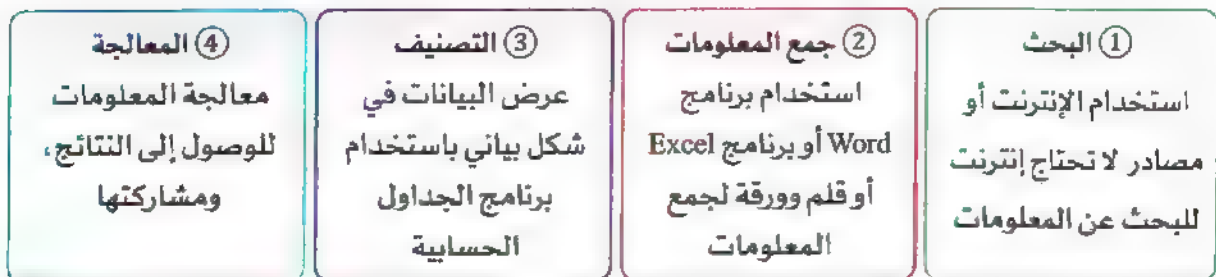 ① البحث
استخدام الإنترنت أو
مصادر لا تحتاج إنترنت
للبحث عن المعلومات
② جمع المعلومات
استخدام برنامج
Word أو برنامج Excel
أو قلم وورقة لجمع
المعلومات
③ التصنيف
عرض البيانات في
شكل بياني باستخدام
برنامج الجداول
الحسابية
④ المعالجة
معالجة المعلومات
للوصول إلى النتائج،
ومشاركتها